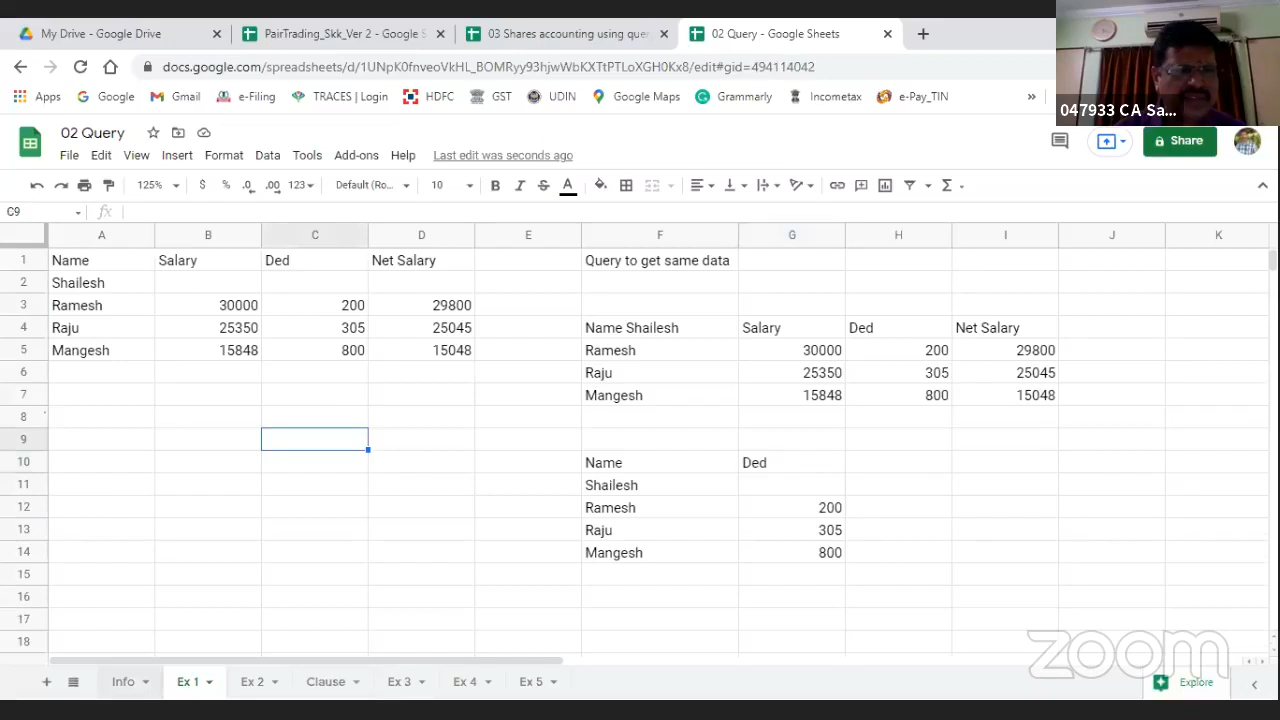 My Drive - Google Drive
PairTrading_Skk_Ver 2 - Google S
03 Shares accounting using quer
02 Query - Google Sheets
docs.google.com/spreadsheets/d/1UNpK0fnveoVkHI_BOMRyy93hjwWbKXTtPTLoXGH0Kx8/edit#gid=494114042
Apps Google Gmail e-Filing TRACES | Login HDFC GST UDIN Google Maps Grammarly Incometax e-Pay_TIN »
047933 CA Sa...
02 Query
File Edit View Insert Format Data Tools Add-ons Help Last edit was seconds ago
Share
125% $ % .0 .00 123 Default (Ro... 10 B I S A
C9 fx
A B C D E F G H I J K
1 Name Salary Ded Net Salary Query to get same data
2 Shailesh
3 Ramesh 30000 200 29800
4 Raju 25350 305 25045 Name Shailesh Salary Ded Net Salary
5 Mangesh 15848 800 15048 Ramesh 30000 200 29800
6 Raju 25350 305 25045
7 Mangesh 15848 800 15048
8
9
10 Name Ded
11 Shailesh
12 Ramesh 200
13 Raju 305
14 Mangesh 800
15
16
17
18
zoom
Info Ex 1 Ex 2 Clause Ex 3 Ex 4 Ex 5 Explore